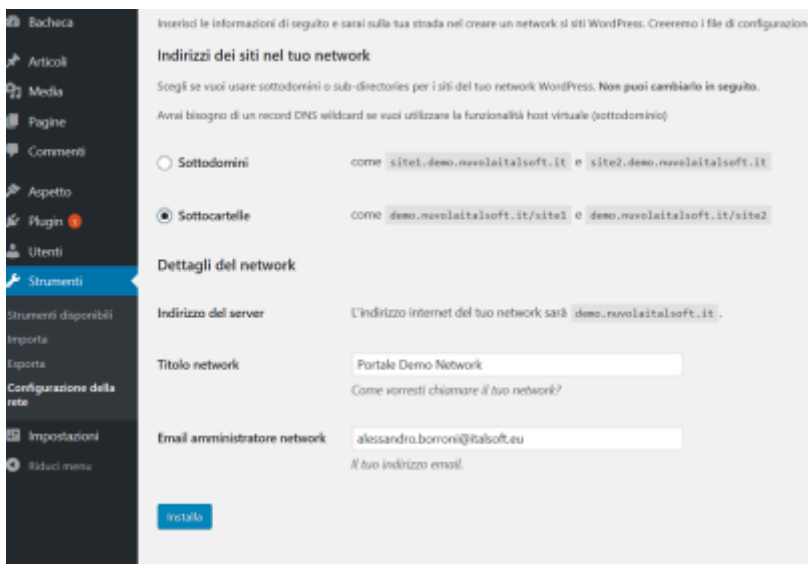 Bacheca
Articoli
Media
Pagine
Commenti
Aspetto
Plugin 1
Utenti
Strumenti
Strumenti disponibili
Importa
Esporta
Configurazione della
rete
Impostazioni
Riduci menu
Inserisci le informazioni di seguito e sarai sulla tua strada nel creare un network si siti WordPress. Creeremo i file di configurazion
Indirizzi dei siti nel tuo network
Scegli se vuoi usare sottodomini o sub-directories per i siti del tuo network WordPress. Non puoi cambiarlo in seguito.
Avrai bisogno di un record DNS wildcard se vuoi utilizzare la funzionalità host virtuale (sottodominio)
Sottodomini come site1.demo.nuvolaitalsoft.it e site2.demo.nuvolaitalsoft.it
Sottocartelle come demo.nuvolaitalsoft.it/site1 e demo.nuvolaitalsoft.it/site2
Dettagli del network
Indirizzo del server L'indirizzo internet del tuo network sarà demo.nuvolaitalsoft.it .
Titolo network Portale Demo Network
Come vorresti chiamare il tuo network?
Email amministratore network alessandro.borroni@italsoft.eu
Il tuo indirizzo email.
Installa